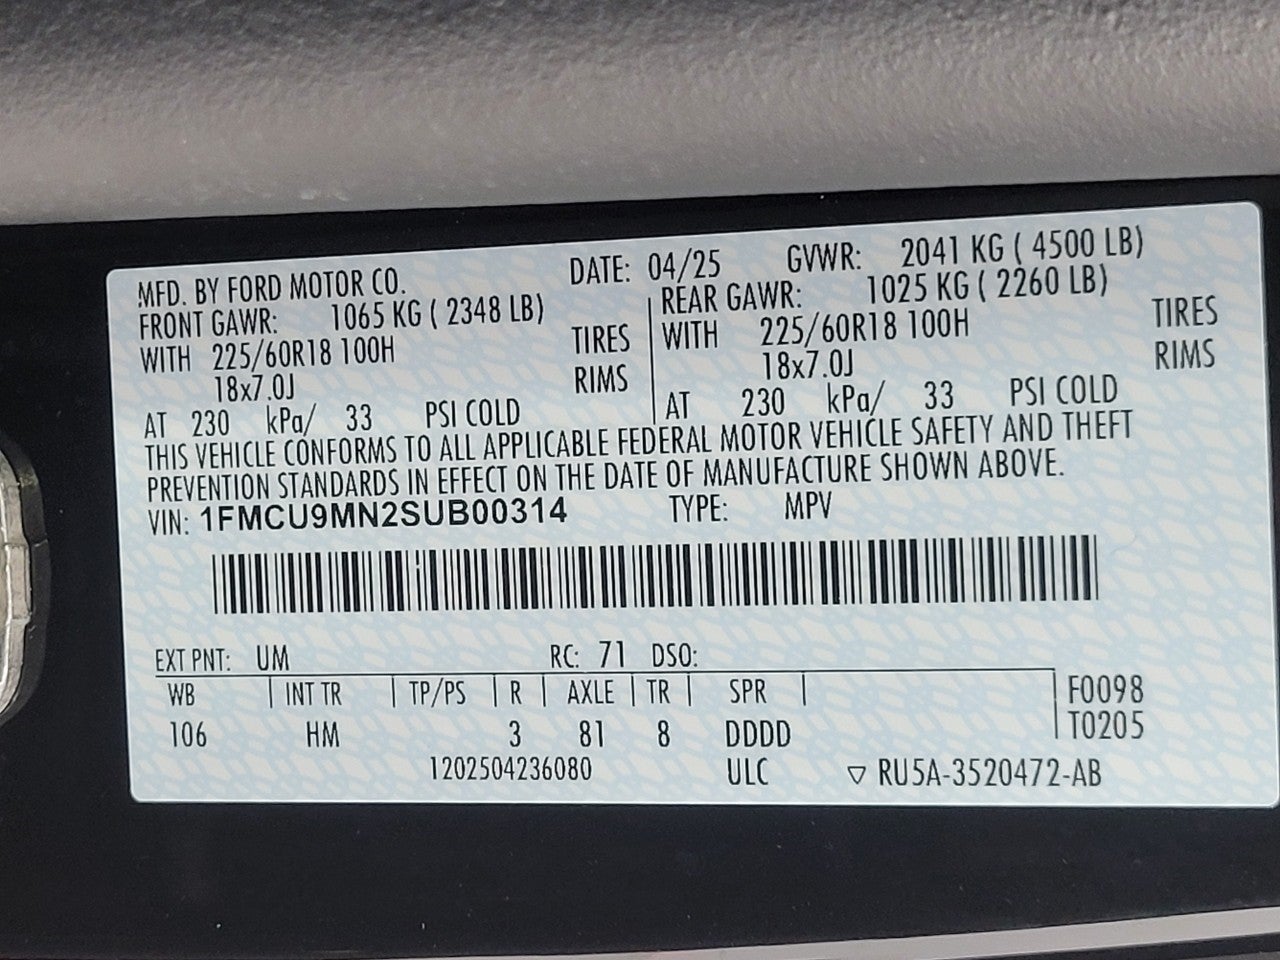 MFD. BY FORD MOTOR CO. DATE: 04/25 GVWR: 2041 KG ( 4500 LB)
FRONT GAWR: 1065 KG ( 2348 LB) REAR GAWR: 1025 KG ( 2260 LB)
WITH 225/60R18 100H TIRES WITH 225/60R18 100H TIRES
18x7.0J RIMS 18x7.0J RIMS
AT 230 kPa/ 33 PSI COLD AT 230 kPa/ 33 PSI COLD
THIS VEHICLE CONFORMS TO ALL APPLICABLE FEDERAL MOTOR VEHICLE SAFETY AND THEFT
PREVENTION STANDARDS IN EFFECT ON THE DATE OF MANUFACTURE SHOWN ABOVE.
VIN: 1FMCU9MN2SUB00314 TYPE: MPV
EXT PNT: UM RC: 71 DSO:
WB INT TR TP/PS R AXLE TR SPR F0098
106 HM 3 81 8 DDDD T0205
1202504236080 ULC ▽ RU5A-3520472-AB